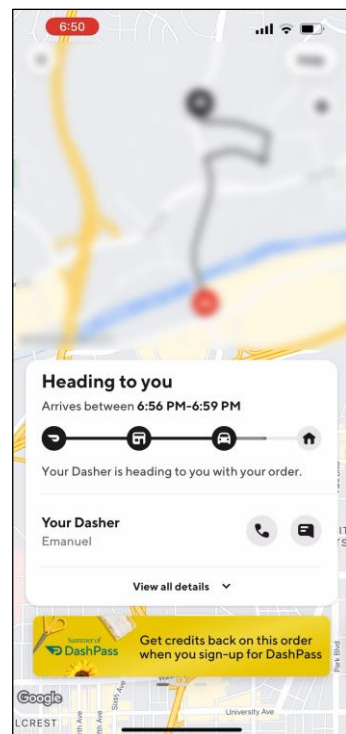 6:50
Heading to you
Arrives between 6:56 PM-6:59 PM
Your Dasher is heading to you with your order.
Your Dasher
Emanuel
View all details
Summer of
DashPass
Get credits back on this order
when you sign-up for DashPass
Park Blvd
Google
Sixth Ave
University Ave
LCREST